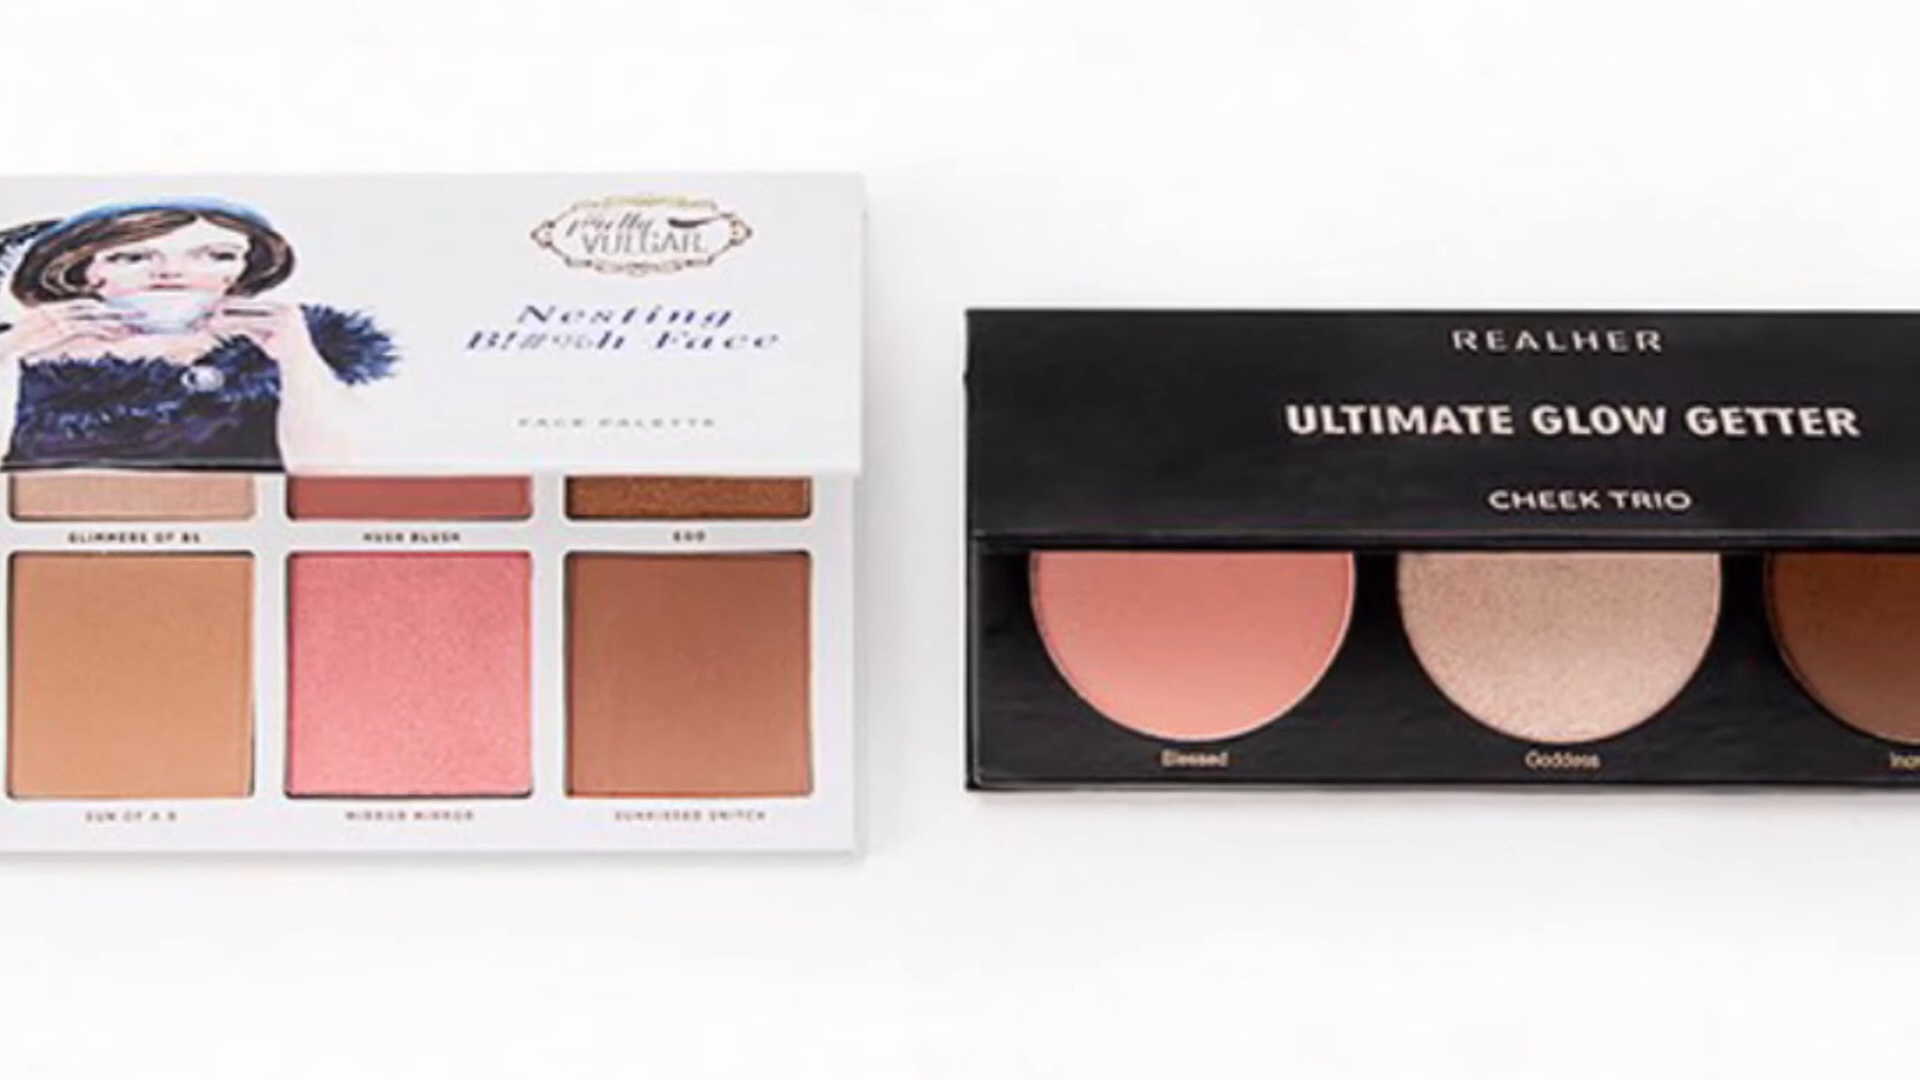 Pretty
VULGAR
Nesting
B!#%h Face
FACE PALETTE
GLIMMERS OF BS
HUSH BLUSH
EGO
SUN OF A B
MIRROR MIRROR
SUNKISSED SNITCH
REALHER
ULTIMATE GLOW GETTER
CHEEK TRIO
Blessed
Goddess